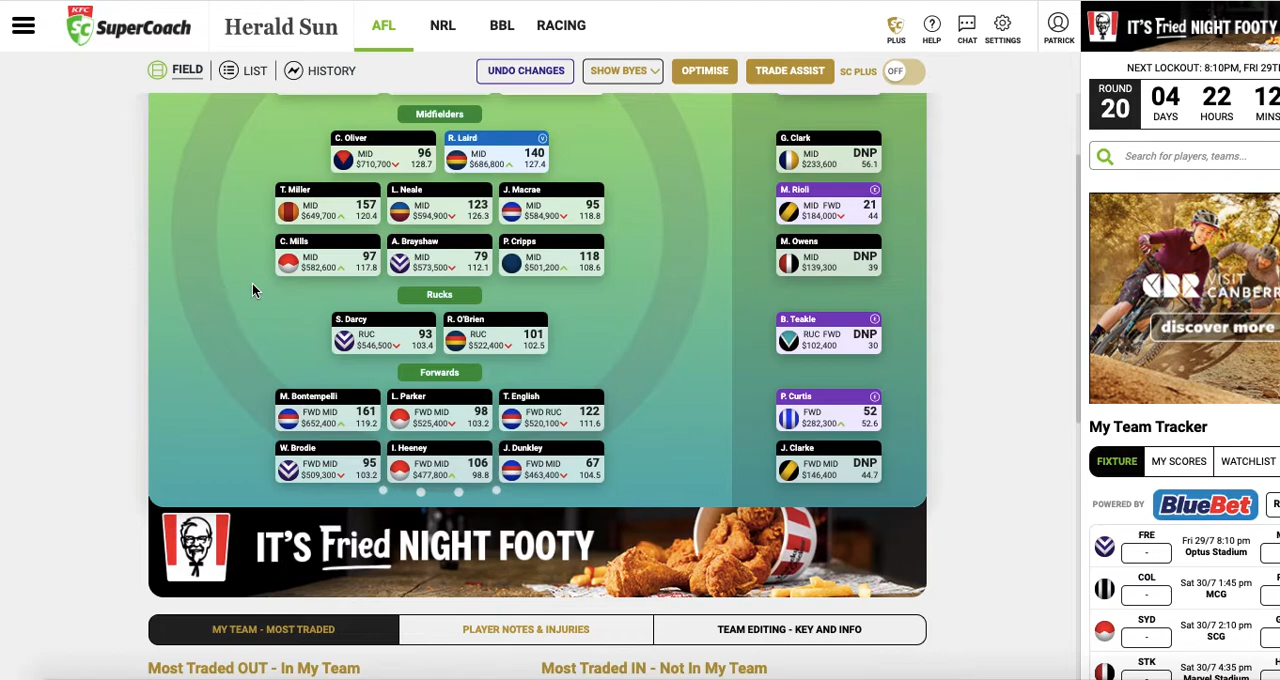 KFC SuperCoach Herald Sun AFL NRL BBL RACING PLUS HELP CHAT SETTINGS PATRICK
IT'S Fried NIGHT FOOTY
FIELD LIST HISTORY UNDO CHANGES SHOW BYES OPTIMISE TRADE ASSIST SC PLUS OFF
NEXT LOCKOUT: 8:10PM, FRI 29T
ROUND 20 04 DAYS 22 HOURS 12 MINS
Search for players, teams...
Midfielders
C. Oliver MID 96 $710,700 128.7
R. Laird V MID 140 $686,800 127.4
G. Clark MID DNP $233,600 56.1
T. Miller MID 157 $649,700 120.4
L. Neale MID 123 $594,900 126.3
J. Macrae MID 95 $584,900 118.8
M. Rioli E MID FWD 21 $184,000 44
C. Mills MID 97 $582,600 117.8
A. Brayshaw MID 79 $573,500 112.1
P. Cripps MID 118 $501,200 108.6
M. Owens MID DNP $139,300 39
Rucks
S. Darcy RUC 93 $546,500 103.4
R. O'Brien RUC 101 $522,400 102.5
B. Teakle E RUC FWD DNP $102,400 30
Forwards
M. Bontempelli FWD MID 161 $652,400 119.2
L. Parker FWD MID 98 $525,400 103.2
T. English FWD RUC 122 $520,100 111.6
P. Curtis E FWD 52 $282,300 52.6
W. Brodie FWD MID 95 $509,300 103.2
I. Heeney FWD MID 106 $477,800 98.8
J. Dunkley FWD MID 67 $463,400 104.5
J. Clarke FWD MID DNP $146,400 44.7
IT'S Fried NIGHT FOOTY
MY TEAM - MOST TRADED PLAYER NOTES & INJURIES TEAM EDITING - KEY AND INFO
Most Traded OUT - In My Team Most Traded IN - Not In My Team
CBR VISIT CANBERR
discover more
My Team Tracker
FIXTURE MY SCORES WATCHLIST
POWERED BY BlueBet R
FRE - Fri 29/7 8:10 pm Optus Stadium
COL - Sat 30/7 1:45 pm MCG
SYD - Sat 30/7 2:10 pm SCG
STK Sat 30/7 4:35 pm Marvel Stadium